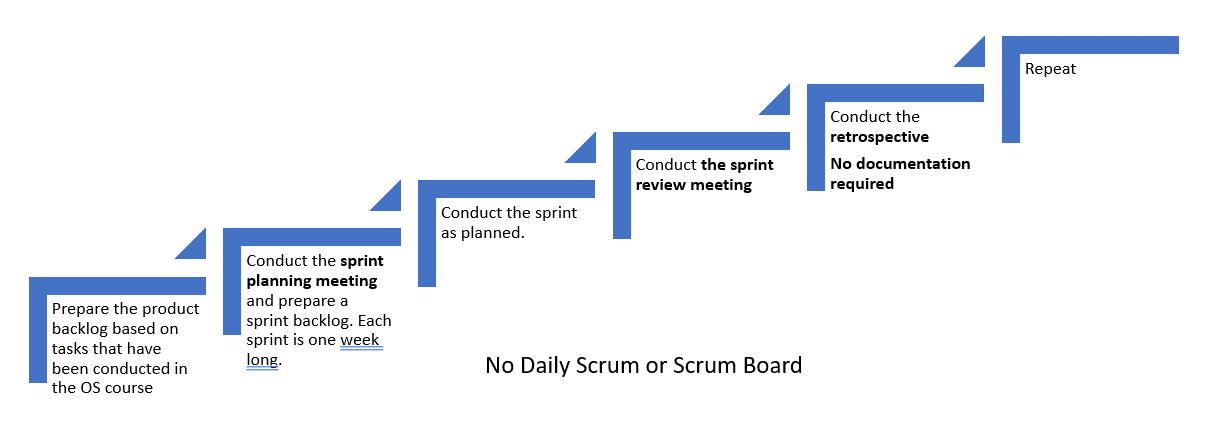 Prepare the product
backlog based on
tasks that have
been conducted in
the OS course
Conduct the sprint
planning meeting
and prepare a
sprint backlog. Each
sprint is one week
long.
Conduct the sprint
as planned.
Conduct the sprint
review meeting
Conduct the
retrospective
No documentation
required
Repeat
No Daily Scrum or Scrum Board